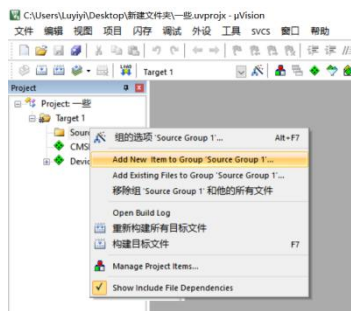 C:\Users\Luyiyi\Desktop\新建文件夹\一些.uvprojx - µVision
文件 编辑 视图 项目 闪存 调试 外设 工具 SVCS 窗口 帮助
Target 1
Project
Project: 一些
Target 1
Sour
CMSI
Devic
组的选项 'Source Group 1'... Alt+F7
Add New Item to Group 'Source Group 1'...
Add Existing Files to Group 'Source Group 1'...
移除组 'Source Group 1' 和他的所有文件
Open Build Log
重新构建所有目标文件
构建目标文件 F7
Manage Project Items...
Show Include File Dependencies